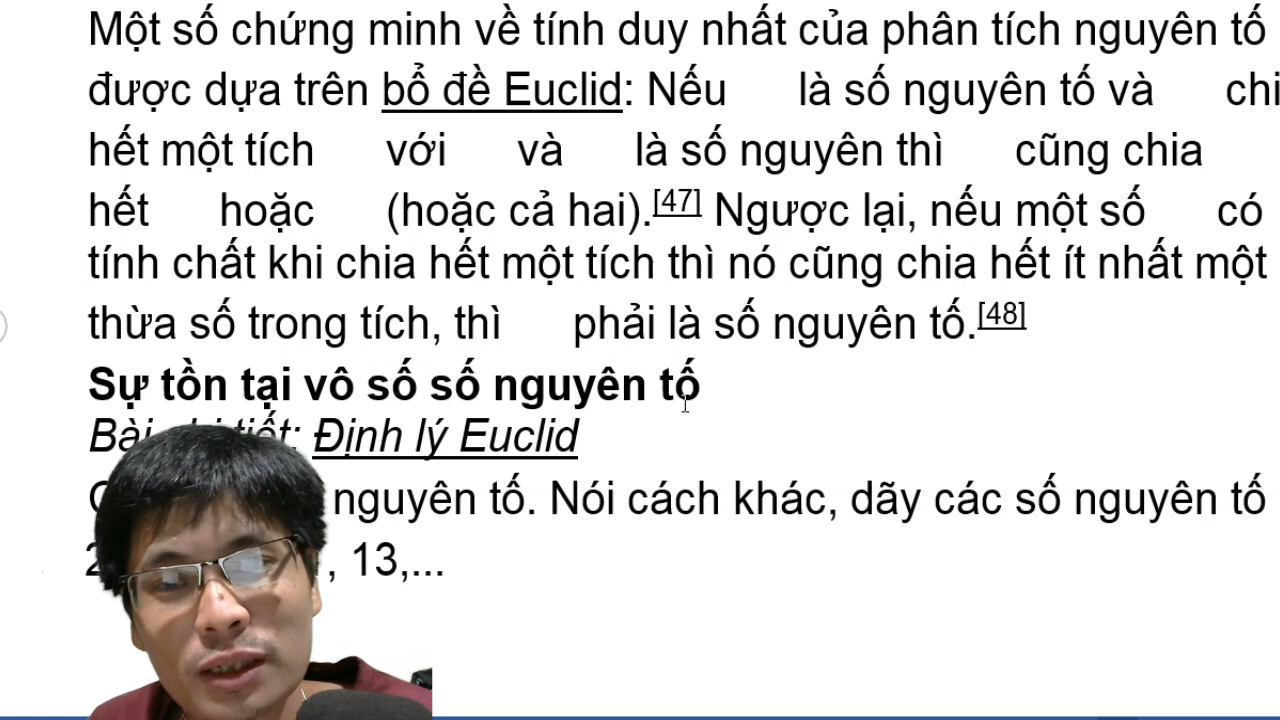 Một số chứng minh về tính duy nhất của phân tích nguyên tố
được dựa trên bổ đề Euclid: Nếu là số nguyên tố và chi
hết một tích với và là số nguyên thì cũng chia
hết hoặc (hoặc cả hai).[47] Ngược lại, nếu một số có
tính chất khi chia hết một tích thì nó cũng chia hết ít nhất một
thừa số trong tích, thì phải là số nguyên tố.[48]
Sự tồn tại vô số số nguyên tố
Bài tiết: Định lý Euclid
nguyên tố. Nói cách khác, dãy các số nguyên tố
2 , 13,...